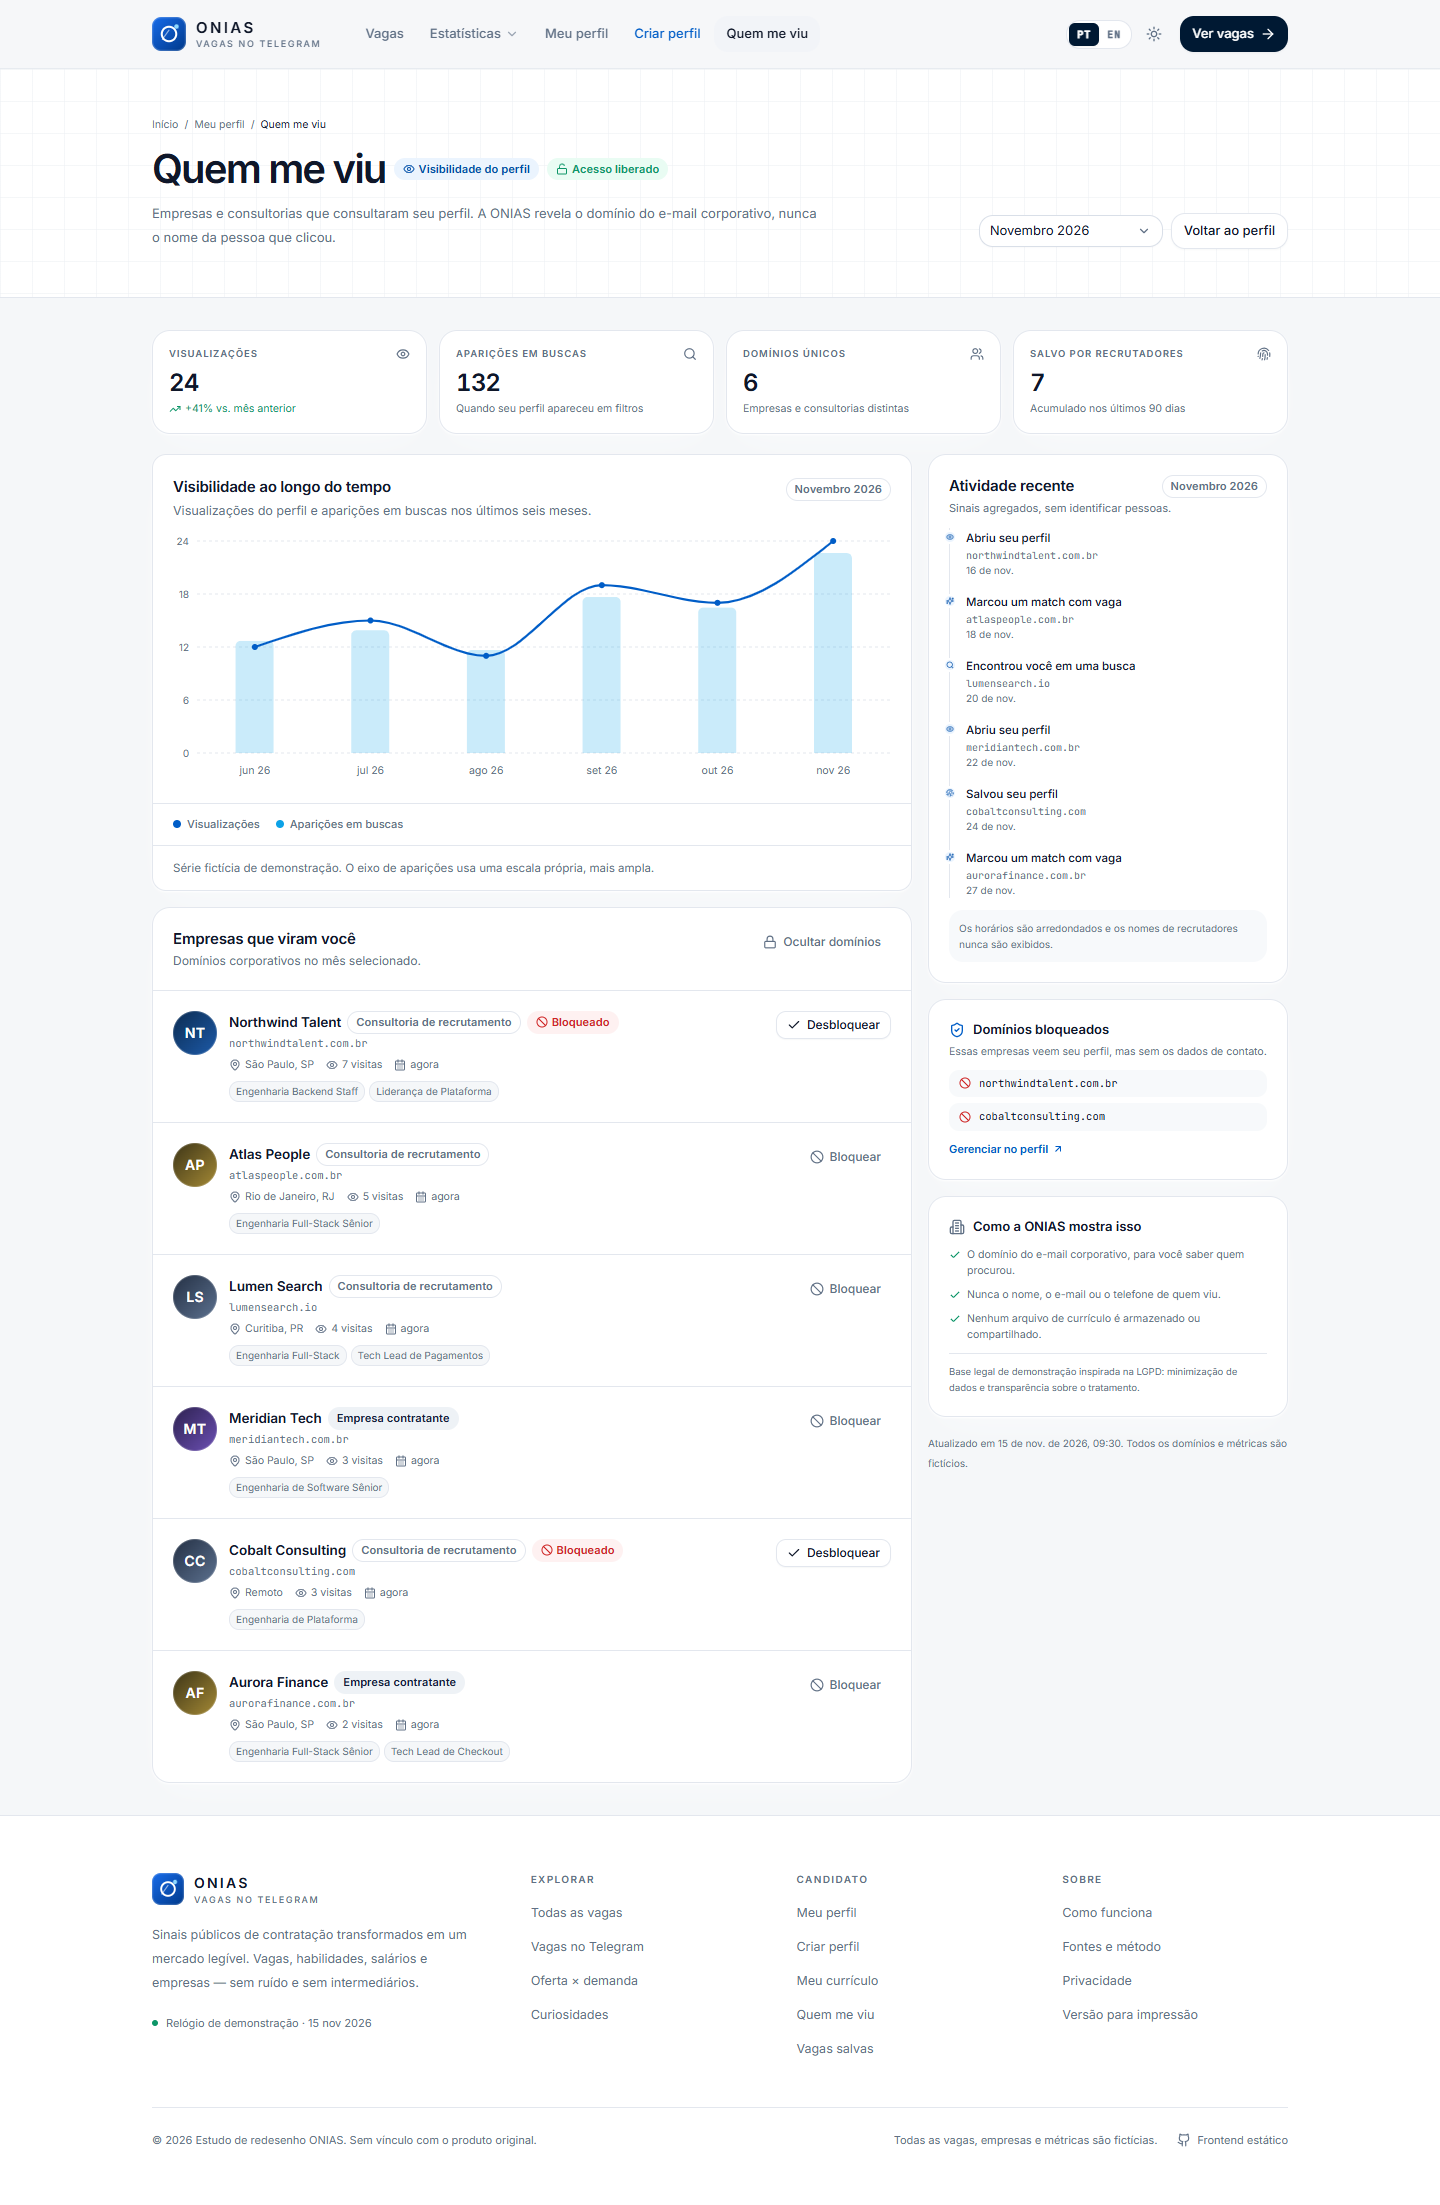 ONIAS
VAGAS NO TELEGRAM
Vagas
Estatísticas
Meu perfil
Criar perfil
Quem me viu
PT
EN
Ver vagas
Início / Meu perfil / Quem me viu
Quem me viu
Visibilidade do perfil
Acesso liberado
Empresas e consultorias que consultaram seu perfil. A ONIAS revela o domínio do e-mail corporativo, nunca
o nome da pessoa que clicou.
Novembro 2026
Voltar ao perfil
VISUALIZAÇÕES
24
+41% vs. mês anterior
APARIÇÕES EM BUSCAS
132
Quando seu perfil apareceu em filtros
DOMÍNIOS ÚNICOS
6
Empresas e consultorias distintas
SALVO POR RECRUTADORES
7
Acumulado nos últimos 90 dias
Visibilidade ao longo do tempo
Novembro 2026
Visualizações do perfil e aparições em buscas nos últimos seis meses.
24
18
12
6
0
jun 26
jul 26
ago 26
set 26
out 26
nov 26
Visualizações
Aparições em buscas
Série fictícia de demonstração. O eixo de aparições usa uma escala própria, mais ampla.
Empresas que viram você
Domínios corporativos no mês selecionado.
Ocultar domínios
NT
Northwind Talent
Consultoria de recrutamento
Bloqueado
Desbloquear
northwindtalent.com.br
São Paulo, SP
7 visitas
agora
Engenharia Backend Staff
Liderança de Plataforma
AP
Atlas People
Consultoria de recrutamento
Bloquear
atlaspeople.com.br
Rio de Janeiro, RJ
5 visitas
agora
Engenharia Full-Stack Sênior
LS
Lumen Search
Consultoria de recrutamento
Bloquear
lumensearch.io
Curitiba, PR
4 visitas
agora
Engenharia Full-Stack
Tech Lead de Pagamentos
MT
Meridian Tech
Empresa contratante
Bloquear
meridiantech.com.br
São Paulo, SP
3 visitas
agora
Engenharia de Software Sênior
CC
Cobalt Consulting
Consultoria de recrutamento
Bloqueado
Desbloquear
cobaltconsulting.com
Remoto
3 visitas
agora
Engenharia de Plataforma
AF
Aurora Finance
Empresa contratante
Bloquear
aurorafinance.com.br
São Paulo, SP
2 visitas
agora
Engenharia Full-Stack Sênior
Tech Lead de Checkout
Atividade recente
Novembro 2026
Sinais agregados, sem identificar pessoas.
Abriu seu perfil
northwindtalent.com.br
16 de nov.
Marcou um match com vaga
atlaspeople.com.br
18 de nov.
Encontrou você em uma busca
lumensearch.io
20 de nov.
Abriu seu perfil
meridiantech.com.br
22 de nov.
Salvou seu perfil
cobaltconsulting.com
24 de nov.
Marcou um match com vaga
aurorafinance.com.br
27 de nov.
Os horários são arredondados e os nomes de recrutadores
nunca são exibidos.
Domínios bloqueados
Essas empresas veem seu perfil, mas sem os dados de contato.
northwindtalent.com.br
cobaltconsulting.com
Gerenciar no perfil
Como a ONIAS mostra isso
O domínio do e-mail corporativo, para você saber quem
procurou.
Nunca o nome, o e-mail ou o telefone de quem viu.
Nenhum arquivo de currículo é armazenado ou
compartilhado.
Base legal de demonstração inspirada na LGPD: minimização de
dados e transparência sobre o tratamento.
Atualizado em 15 de nov. de 2026, 09:30. Todos os domínios e métricas são
fictícios.
ONIAS
VAGAS NO TELEGRAM
Sinais públicos de contratação transformados em um
mercado legível. Vagas, habilidades, salários e
empresas — sem ruído e sem intermediários.
Relógio de demonstração · 15 nov 2026
EXPLORAR
Todas as vagas
Vagas no Telegram
Oferta × demanda
Curiosidades
CANDIDATO
Meu perfil
Criar perfil
Meu currículo
Quem me viu
Vagas salvas
SOBRE
Como funciona
Fontes e método
Privacidade
Versão para impressão
© 2026 Estudo de redesenho ONIAS. Sem vínculo com o produto original.
Todas as vagas, empresas e métricas são fictícias.
Frontend estático